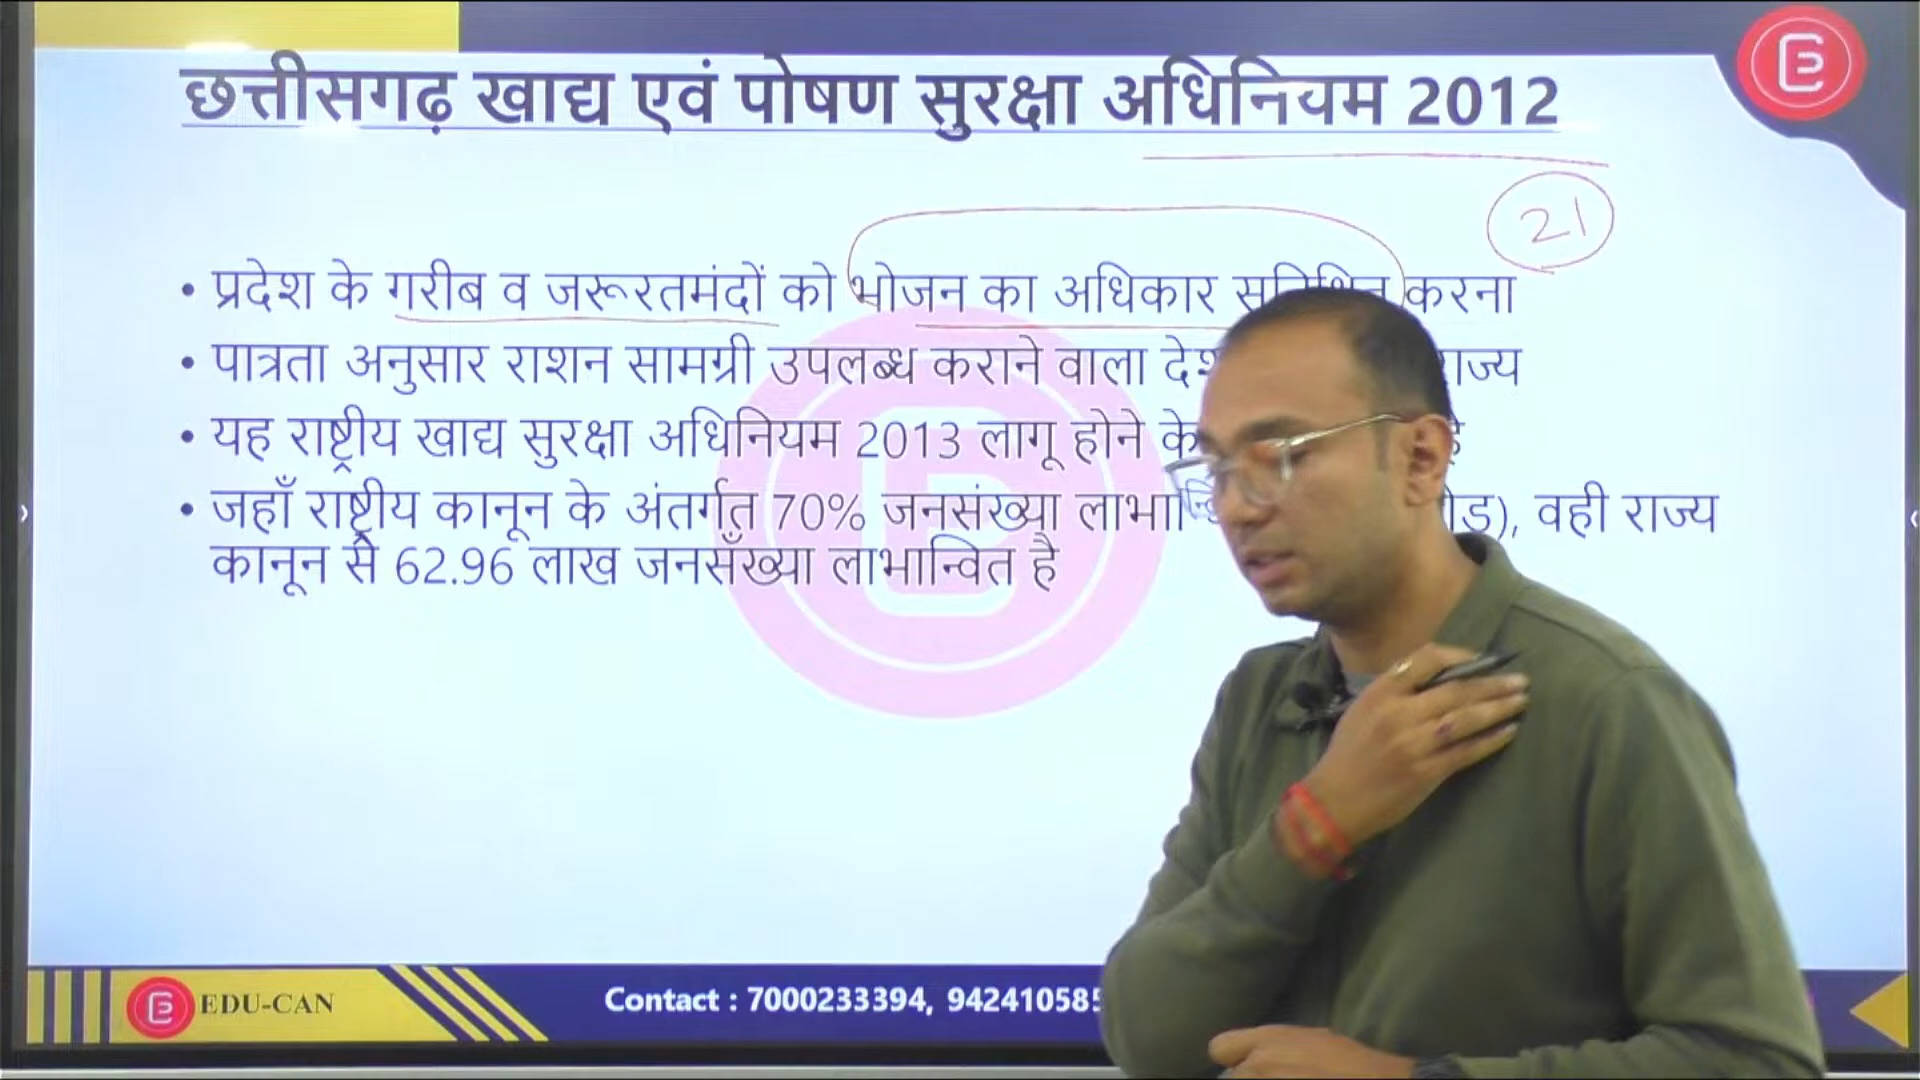 छत्तीसगढ़ खाद्य एवं पोषण सुरक्षा अधिनियम 2012
21
• प्रदेश के गरीब व जरूरतमंदों को भोजन का अधिकार करना
• पात्रता अनुसार राशन सामग्री उपलब्ध कराने वाला राज्य
• यह राष्ट्रीय खाद्य सुरक्षा अधिनियम 2013 लागू होने के
• जहाँ राष्ट्रीय कानून के अंतर्गत 70% जनसंख्या वही राज्य
कानून से 62.96 लाख जनसँख्या लाभान्वित है
EDU-CAN
Contact : 7000233394,